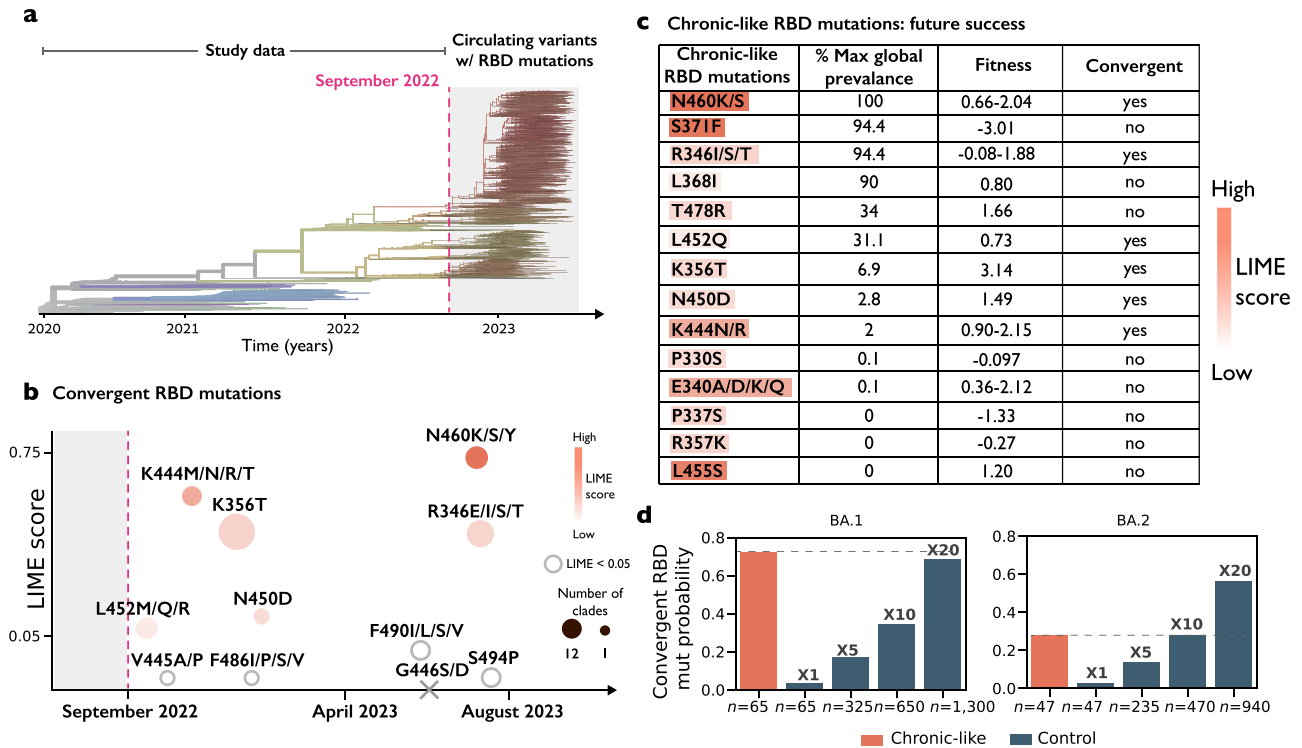 a
Study data
Circulating variants
w/ RBD mutations
September 2022
2020 2021 2022 2023
Time (years)
b Convergent RBD mutations
LIME score
0.75
0.05
N460K/S/Y
K444M/N/R/T
K356T
R346E/I/S/T
L452M/Q/R
N450D
F490I/L/S/V
V445A/P
F486I/P/S/V
G446S/D
S494P
September 2022 April 2023 August 2023
High
LIME
score
Low
LIME < 0.05
Number of
clades
12 1
c Chronic-like RBD mutations: future success
Chronic-like
RBD mutations
% Max global
prevalance
Fitness
Convergent
N460K/S 100 0.66-2.04 yes
S371F 94.4 -3.01 no
R346I/S/T 94.4 -0.08-1.88 yes
L368I 90 0.80 no
T478R 34 1.66 no
L452Q 31.1 0.73 yes
K356T 6.9 3.14 yes
N450D 2.8 1.49 yes
K444N/R 2 0.90-2.15 yes
P330S 0.1 -0.097 no
E340A/D/K/Q 0.1 0.36-2.12 no
P337S 0 -1.33 no
R357K 0 -0.27 no
L455S 0 1.20 no
High
LIME
score
Low
d
Convergent RBD
mut probability
BA.1
0.8
0.6
0.4
0.2
0.0
X1
X5
X10
X20
n=65 n=65 n=325 n=650 n=1,300
BA.2
0.8
0.6
0.4
0.2
0.0
X1
X5
X10
X20
n=47 n=47 n=235 n=470 n=940
Chronic-like Control